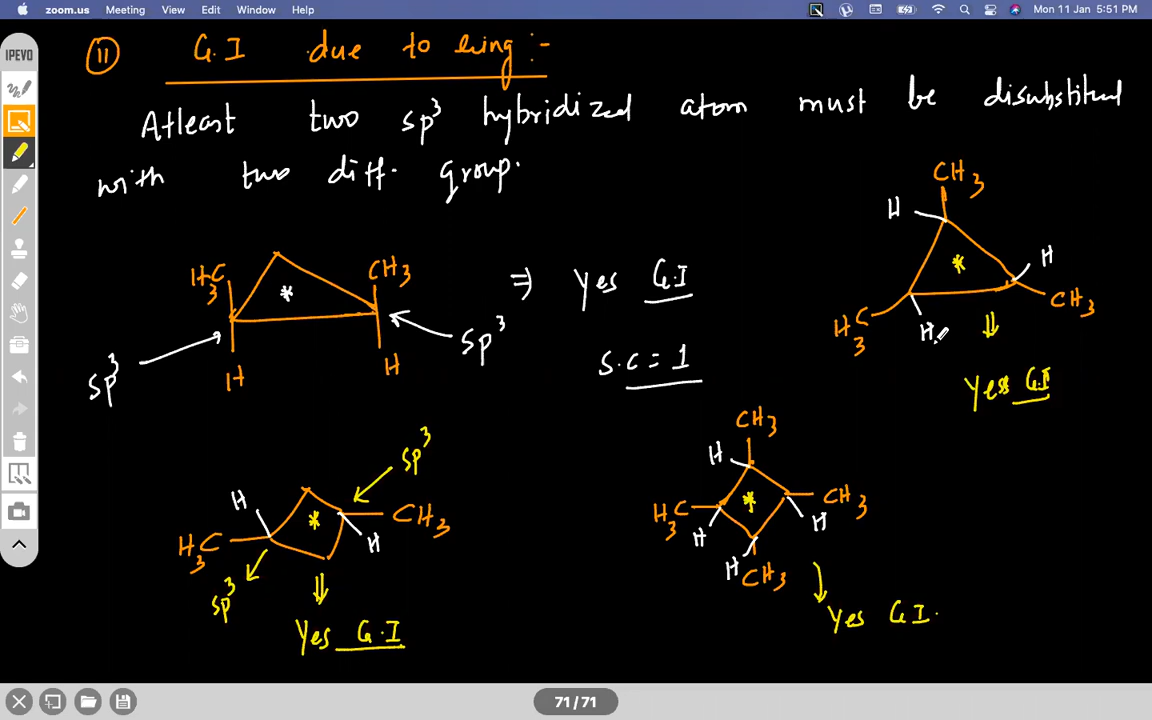 zoom.us Meeting View Edit Window Help Mon 11 Jan 5:51 PM
IPEVO
(11) G.I due to ring :-
Atleast two sp³ hybridized atom must be disubstituted
with two diff. group.
CH₃
H
H
CH₃
H₃C
H
Yes G.I
H₃C
CH₃
*
sp³
sp³
H
H
⇒ Yes G.I
S.C = 1
*
sp³
H
*
CH₃
H₃C
H
sp³
Yes G.I
CH₃
H
*
H₃C
CH₃
H
H
H
CH₃
Yes G.I.
71/71